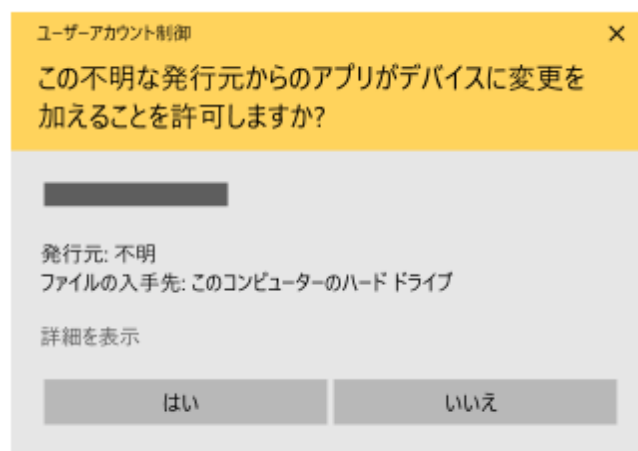 ユーザーアカウント制御
この不明な発行元からのアプリがデバイスに変更を
加えることを許可しますか?
発行元: 不明
ファイルの入手先: このコンピューターのハード ドライブ
詳細を表示
はい
いいえ